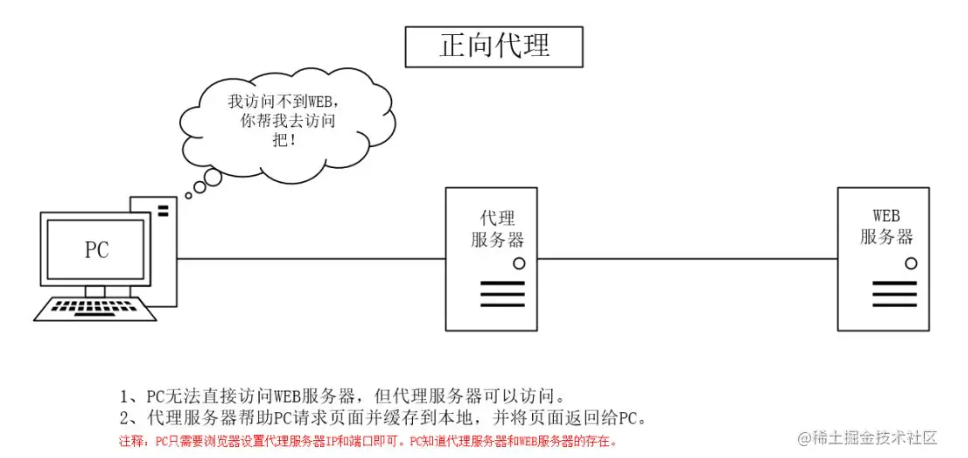 正向代理
我访问不到WEB,
你帮我去访问
把!
PC
代理
服务器
WEB
服务器
1、PC无法直接访问WEB服务器，但代理服务器可以访问。
2、代理服务器帮助PC请求页面并缓存到本地，并将页面返回给PC。
注释：PC只需要浏览器设置代理服务器IP和端口即可。PC知道代理服务器和WEB服务器的存在。
@稀土掘金技术社区